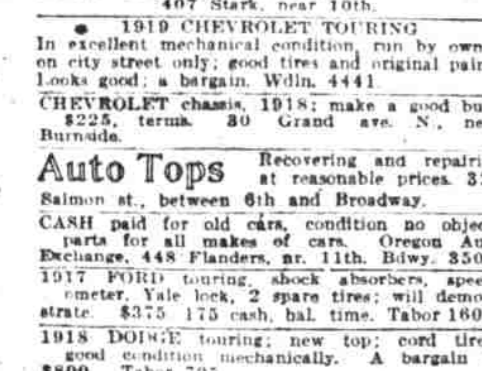 407 Stark, near 10th.
1919 CHEVROLET TOURING
In excellent mechanical condition, run by own
on city street only; good tires and original pain
Looks good; a bargain. Wdln. 4441
CHEVROLET chassis, 1918; make a good bu
$225, terms. 30 Grand ave. N., ne
Burnside.
Auto Tops Recovering and repairi
at reasonable prices. 3
Salmon st., between 6th and Broadway.
CASH paid for old cars, condition no objec
parts for all makes of cars. Oregon Au
Exchange, 448 Flanders, nr. 11th. Bdwy. 350
1917 FORD touring, shock absorbers, spee
ometer, Yale lock, 2 spare tires; will demo
strate. $375 175 cash, bal. time. Tabor 160
1918 DODGE touring; new top; cord tire
good condition mechanically. A bargain
$800. Tabor